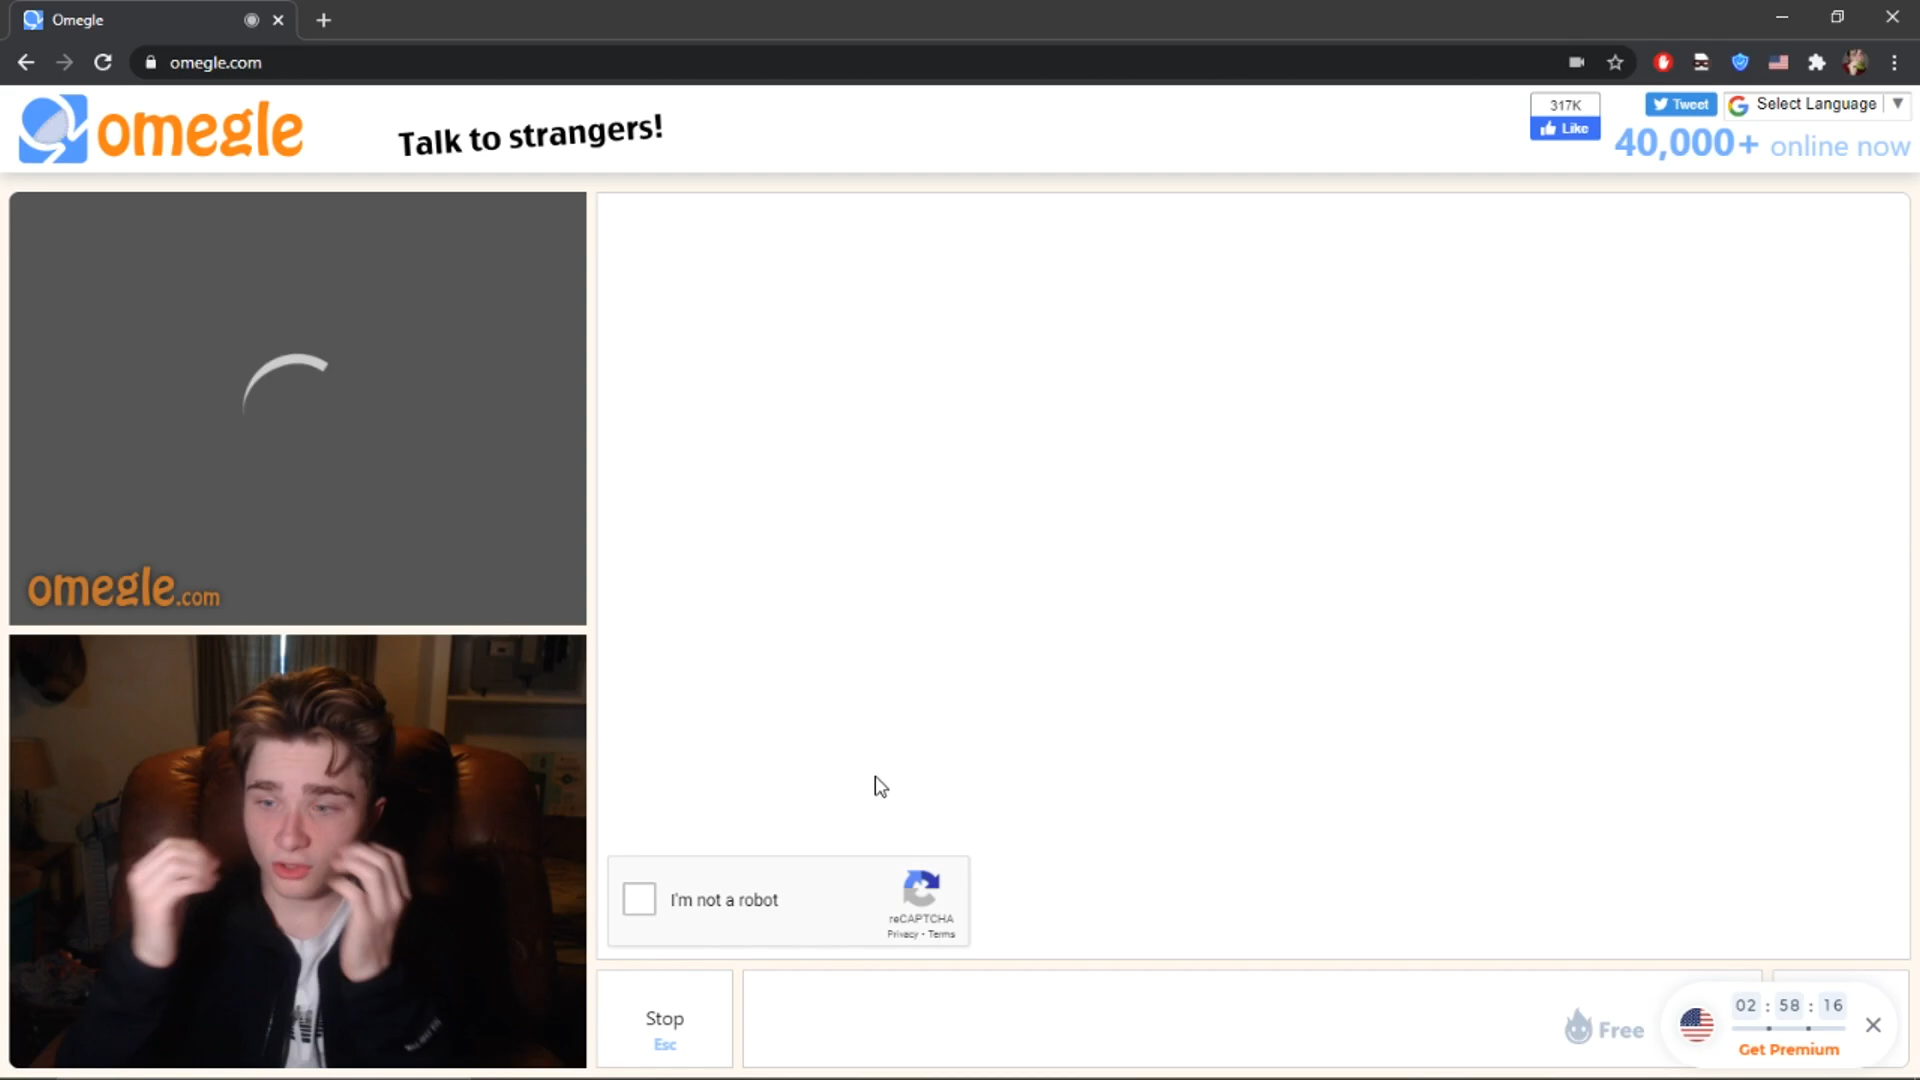 Omegle
omegle.com
omegle
Talk to strangers!
317K
Like
Tweet
Select Language
40,000+ online now
omegle.com
I'm not a robot
reCAPTCHA
Privacy - Terms
Stop
Esc
Free
02 : 58 : 16
Get Premium